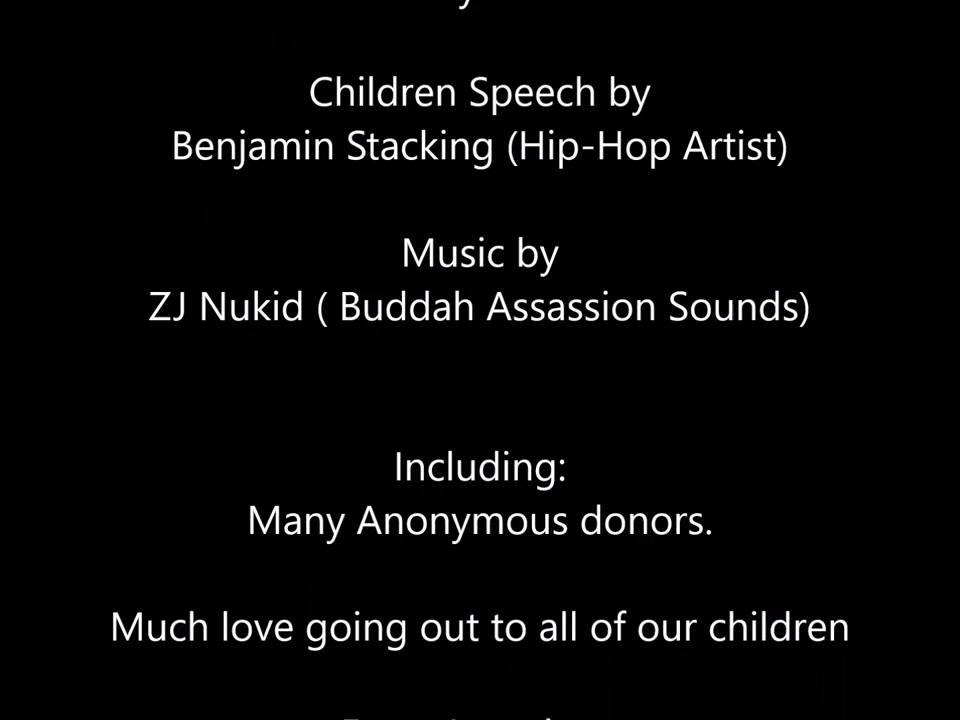 Children Speech by
Benjamin Stacking (Hip-Hop Artist)
Music by
ZJ Nukid ( Buddah Assassion Sounds)
Including:
Many Anonymous donors.
Much love going out to all of our children